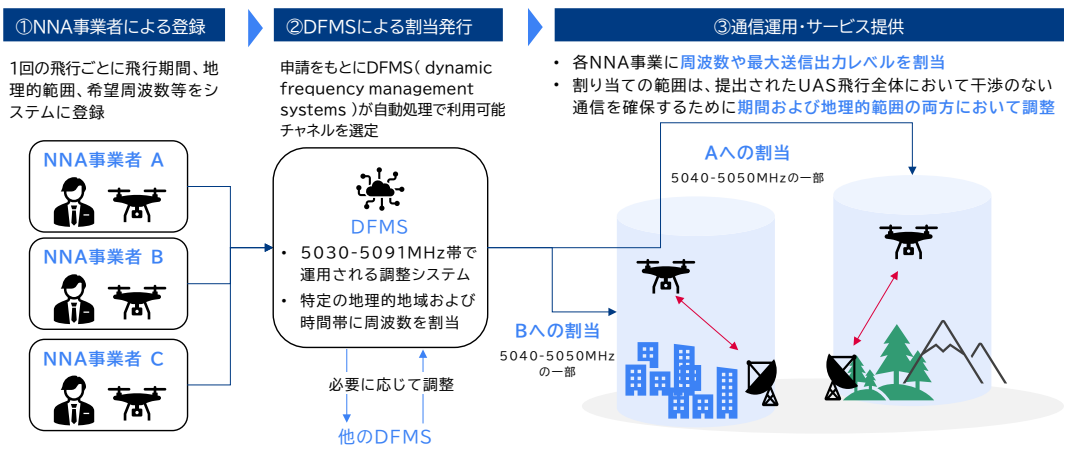 ①NNA事業者による登録
1回の飛行ごとに飛行期間、地
理的範囲、希望周波数等をシ
ステムに登録
NNA事業者 A
NNA事業者 B
NNA事業者 C
②DFMSによる割当発行
申請をもとにDFMS( dynamic
frequency management
systems )が自動処理で利用可能
チャネルを選定
DFMS
• 5030-5091MHz帯で
運用される調整システム
• 特定の地理的地域および
時間帯に周波数を割当
必要に応じて調整
他のDFMS
③通信運用・サービス提供
• 各NNA事業に周波数や最大送信出力レベルを割当
• 割り当ての範囲は、提出されたUAS飛行全体において干渉のない
通信を確保するために期間および地理的範囲の両方において調整
Aへの割当
5040-5050MHzの一部
Bへの割当
5040-5050MHz
の一部